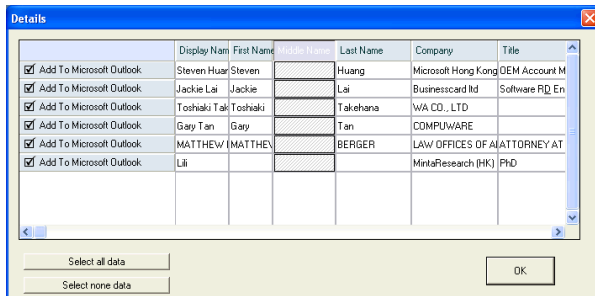 Details
Display Nam First Name Middle Name Last Name Company Title
Add To Microsoft Outlook Steven Huar Steven Huang Microsoft Hong Kong OEM Account M
Add To Microsoft Outlook Jackie Lai Jackie Lai Businesscard ltd Software RD En
Add To Microsoft Outlook Toshiaki Tak Toshiaki Takehana WA CO., LTD
Add To Microsoft Outlook Gary Tan Gary Tan COMPUWARE
Add To Microsoft Outlook MATTHEW MATTHEV BERGER LAW OFFICES OF ATTORNEY AT
Add To Microsoft Outlook Lili MintaResearch (HK) PhD
Select all data
OK
Select none data